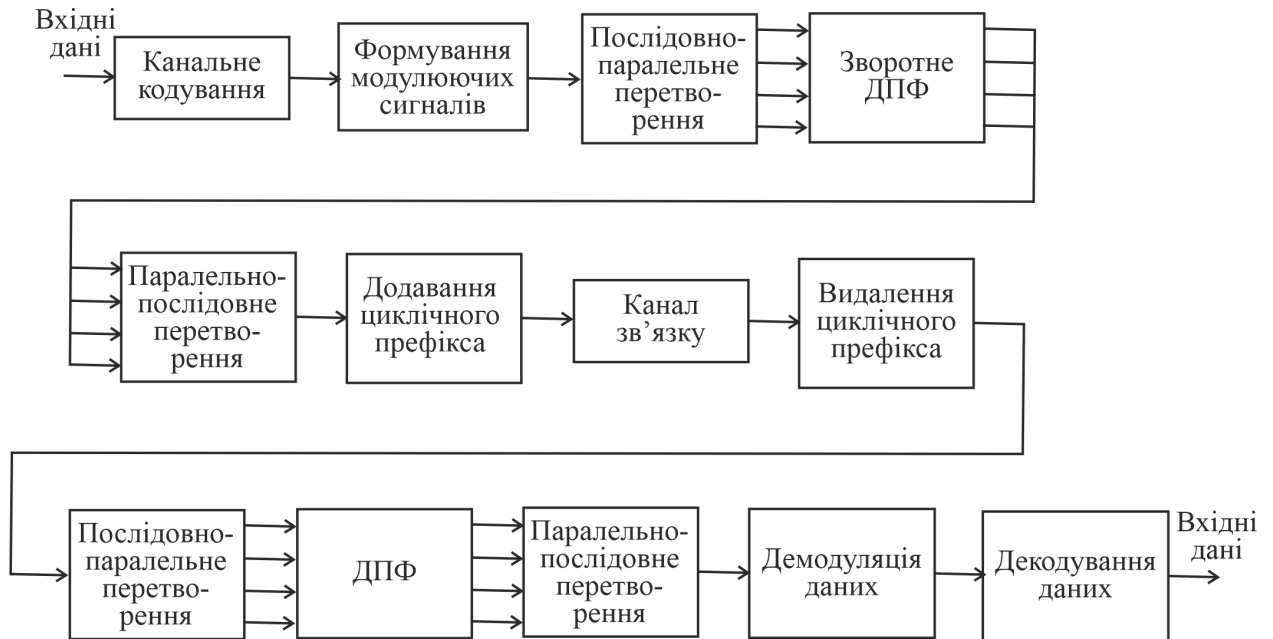 Вхідні
дані
Канальне
кодування
Формування
модулюючих
сигналів
Послідовно-
паралельне
перетво-
рення
Зворотне
ДПФ
Паралельно-
послідовне
перетво-
рення
Додавання
циклічного
префікса
Канал
зв’язку
Видалення
циклічного
префікса
Послідовно-
паралельне
перетво-
рення
ДПФ
Паралельно-
послідовне
перетво-
рення
Демодуляція
даних
Декодування
даних
Вхідні
дані